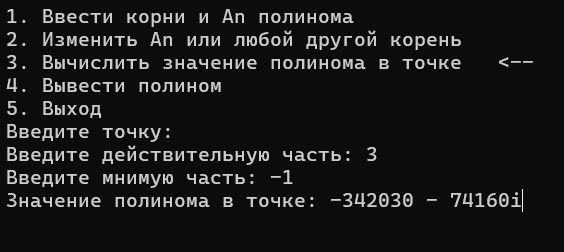 1. Ввести корни и An полинома
2. Изменить An или любой другой корень
3. Вычислить значение полинома в точке   <--
4. Вывести полином
5. Выход
Введите точку:
Введите действительную часть: 3
Введите мнимую часть: -1
Значение полинома в точке: -342030 - 74160i